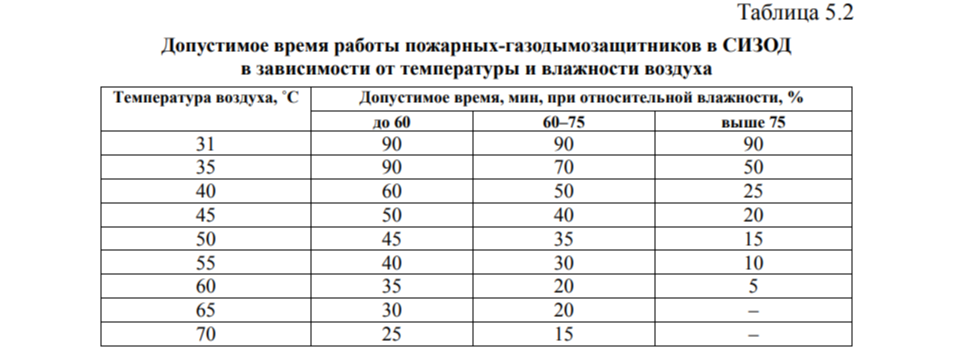 Таблица 5.2
Допустимое время работы пожарных-газодымозащитников в СИЗОД
в зависимости от температуры и влажности воздуха
Температура воздуха, ˚С Допустимое время, мин, при относительной влажности, %
до 60 60–75 выше 75
31 90 90 90
35 90 70 50
40 60 50 25
45 50 40 20
50 45 35 15
55 40 30 10
60 35 20 5
65 30 20 –
70 25 15 –